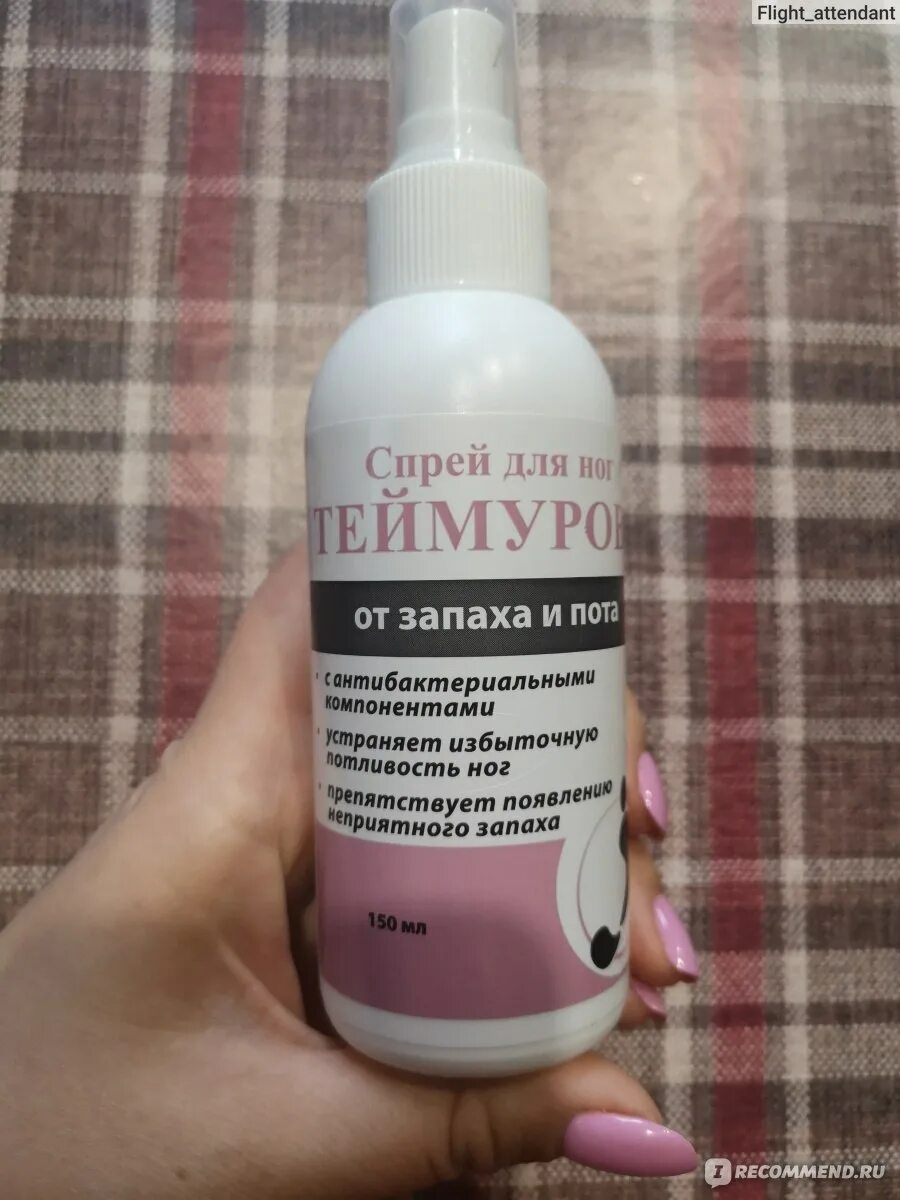 Flight_attendant
Спрей для ног
ТЕЙМУРОВ
от запаха и пота
· с антибактериальными
компонентами
· устраняет избыточную
потливость ног
· препятствует появлению
неприятного запаха
150 мл
IRECOMMEND.RU